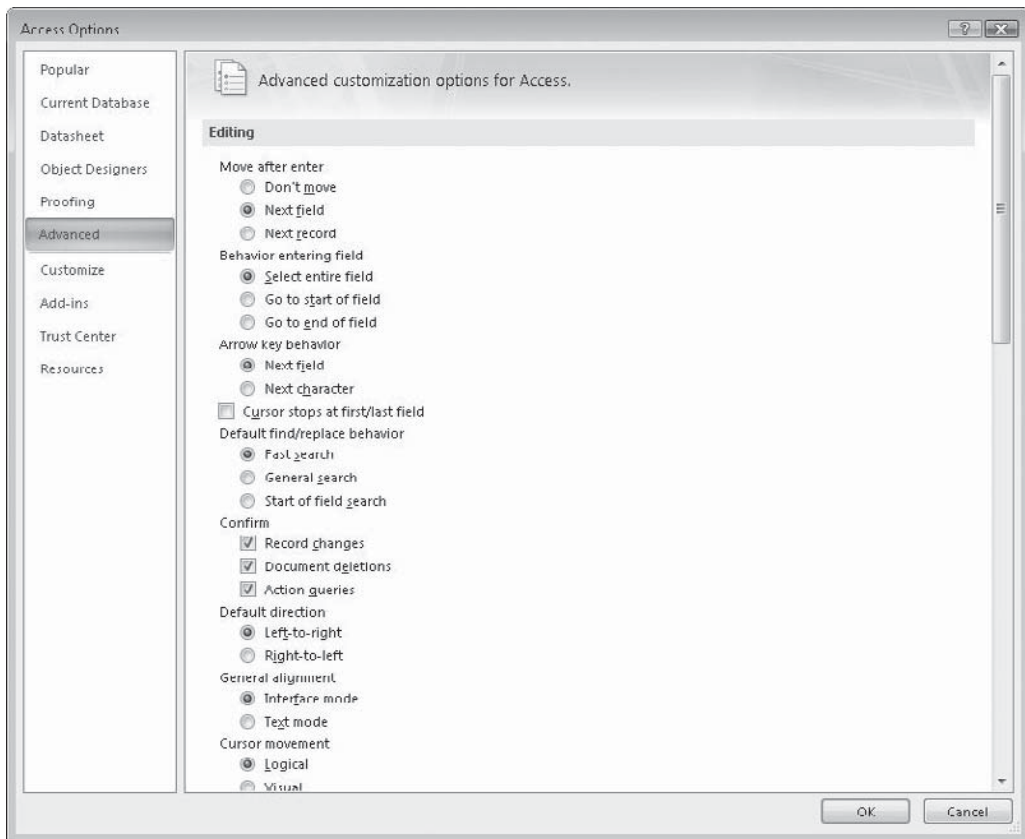 Access Options
Popular
Current Database
Datasheet
Object Designers
Proofing
Advanced
Customize
Add-ins
Trust Center
Resources
Advanced customization options for Access.
Editing
Move after enter
Don't move
Next field
Next record
Behavior entering field
Select entire field
Go to start of field
Go to end of field
Arrow key behavior
Next field
Next character
Cursor stops at first/last field
Default find/replace behavior
Fast search
General search
Start of field search
Confirm
Record changes
Document deletions
Action queries
Default direction
Left-to-right
Right-to-left
General alignment
Interface mode
Text mode
Cursor movement
Logical
Visual
OK
Cancel